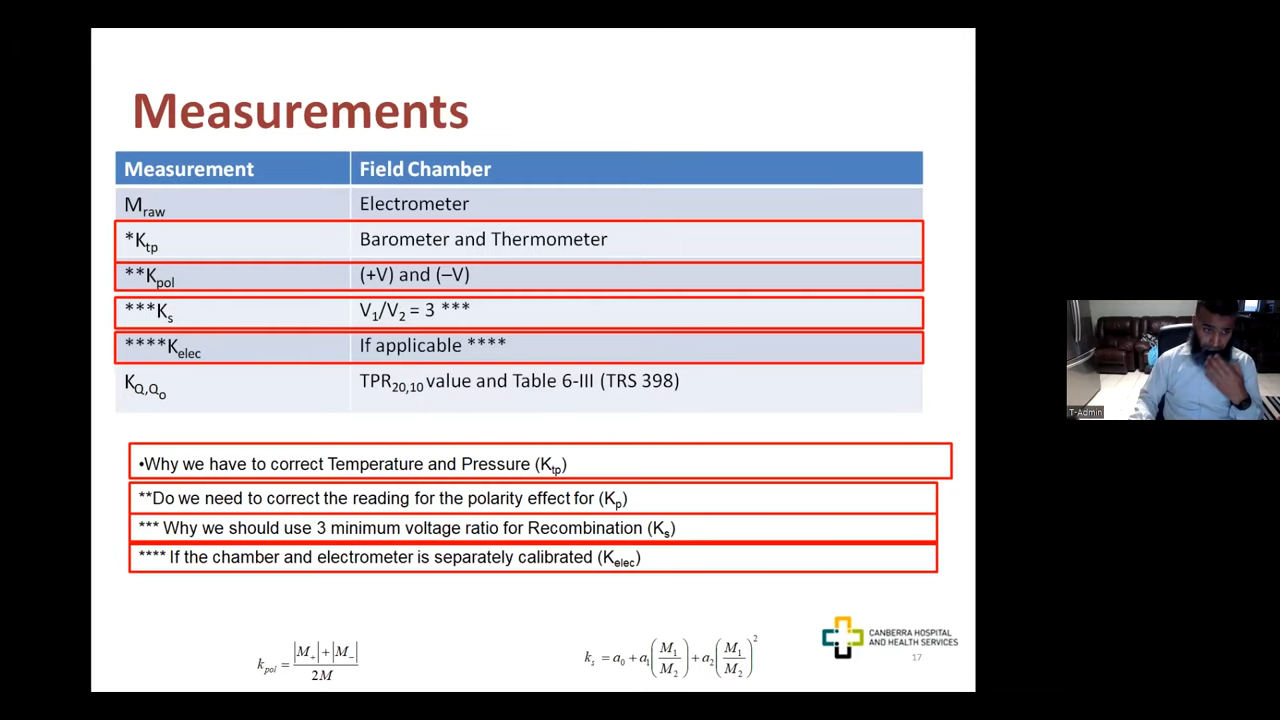 Measurements
Measurement Field Chamber
Mraw Electrometer
*Ktp Barometer and Thermometer
**Kpol (+V) and (–V)
***Ks V1/V2 = 3 ***
****Kelec If applicable ****
KQ,Qo TPR20,10 value and Table 6-III (TRS 398)
•Why we have to correct Temperature and Pressure (Ktp)
**Do we need to correct the reading for the polarity effect for (Kp)
*** Why we should use 3 minimum voltage ratio for Recombination (Ks)
**** If the chamber and electrometer is separately calibrated (Kelec)
kpol = |M+| + |M−| / 2M
ks = a0 + a1(M1/M2) + a2(M1/M2)2
CANBERRA HOSPITAL
AND HEALTH SERVICES
17
T-Admin